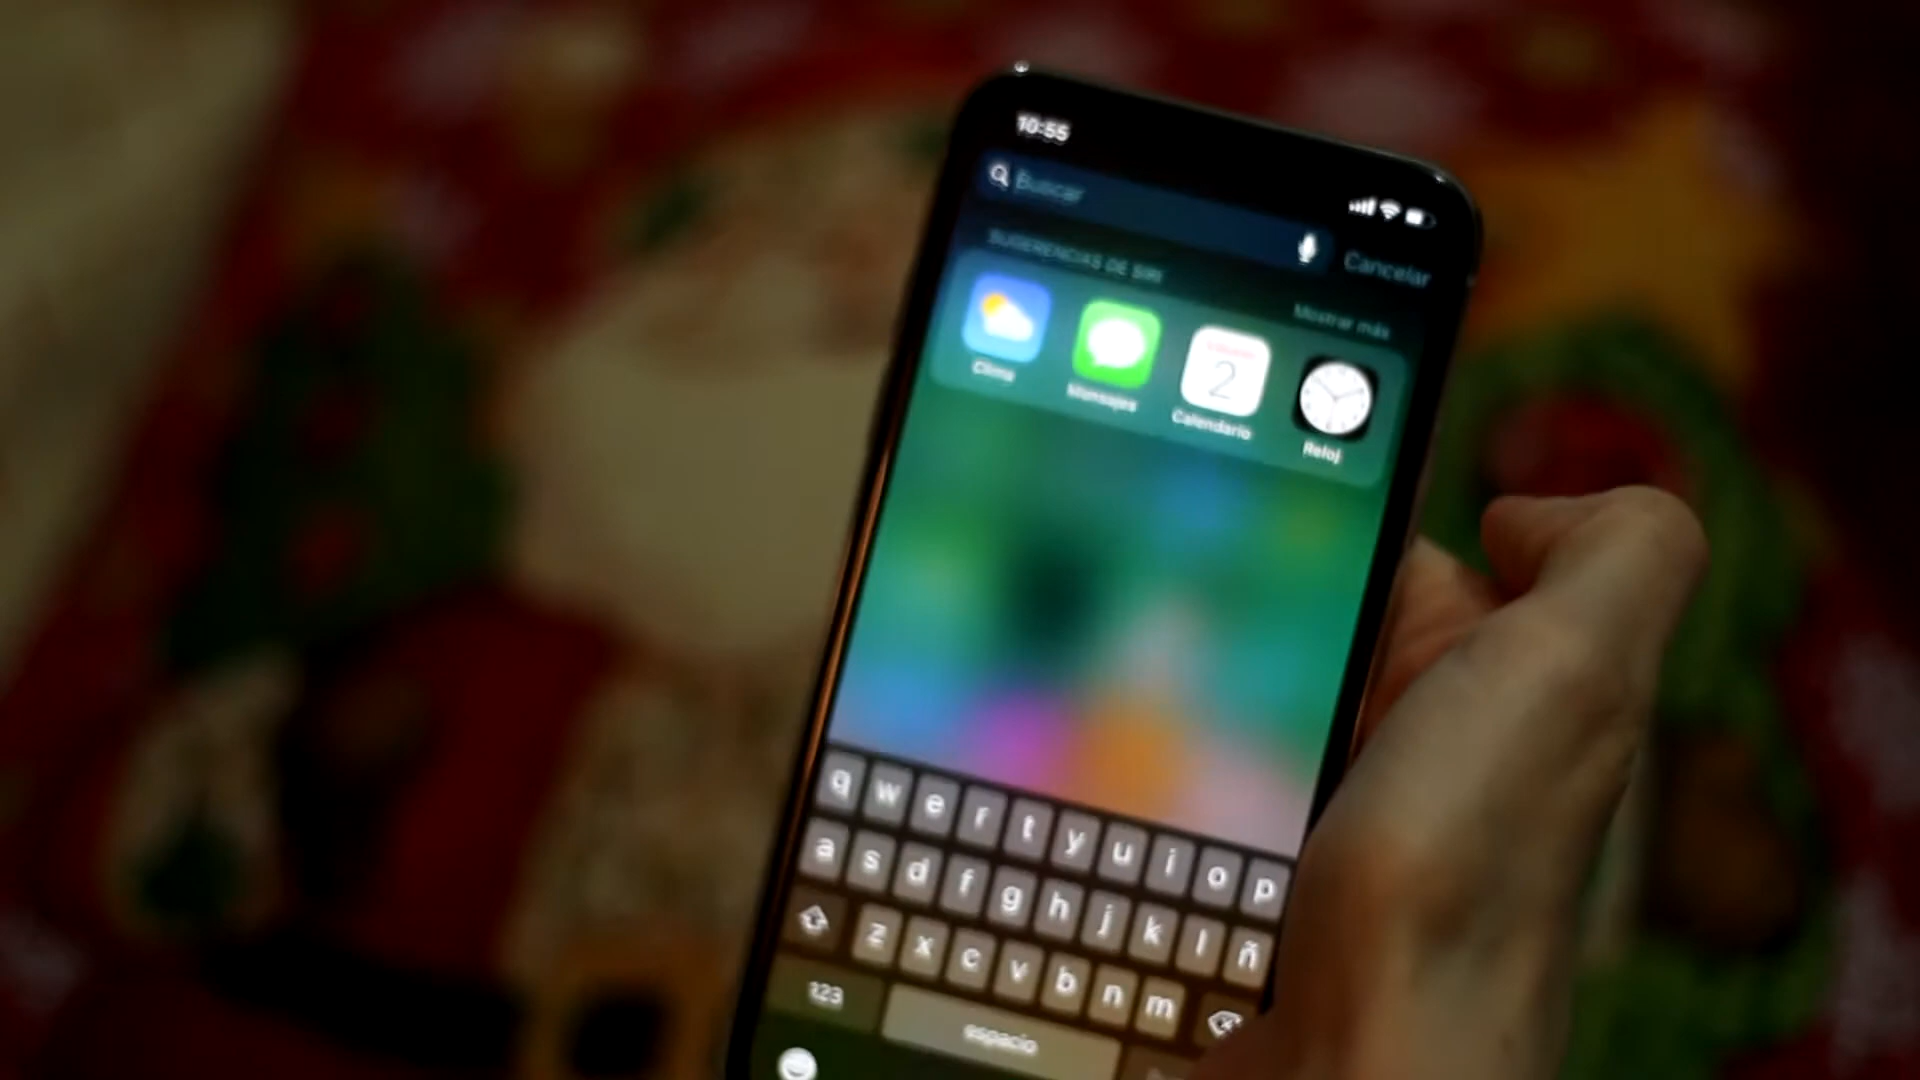 10:55
Buscar
Cancelar
SUGERENCIAS DE SIRI
Mostrar más
Clima
Mensajes
2
Calendario
Reloj
q w e r t y u i o p
a s d f g h j k l ñ
z x c v b n m
123
espacio